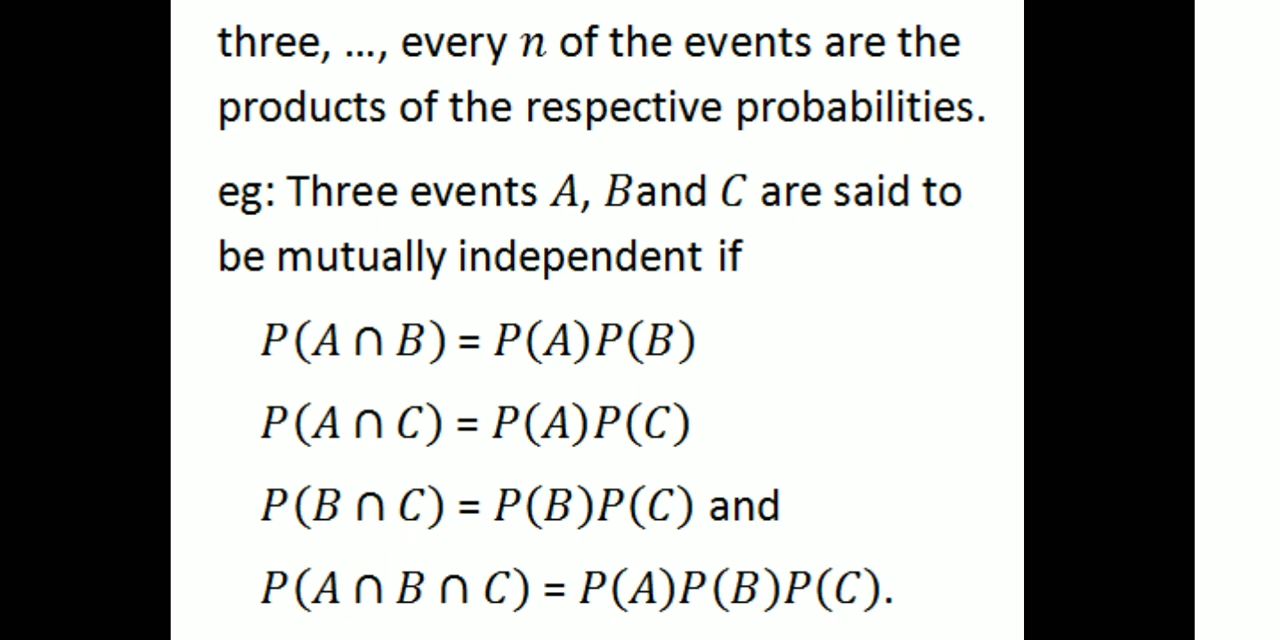 three, ..., every n of the events are the
products of the respective probabilities.
eg: Three events A, Band C are said to
be mutually independent if
P(A ∩ B) = P(A)P(B)
P(A ∩ C) = P(A)P(C)
P(B ∩ C) = P(B)P(C) and
P(A ∩ B ∩ C) = P(A)P(B)P(C).